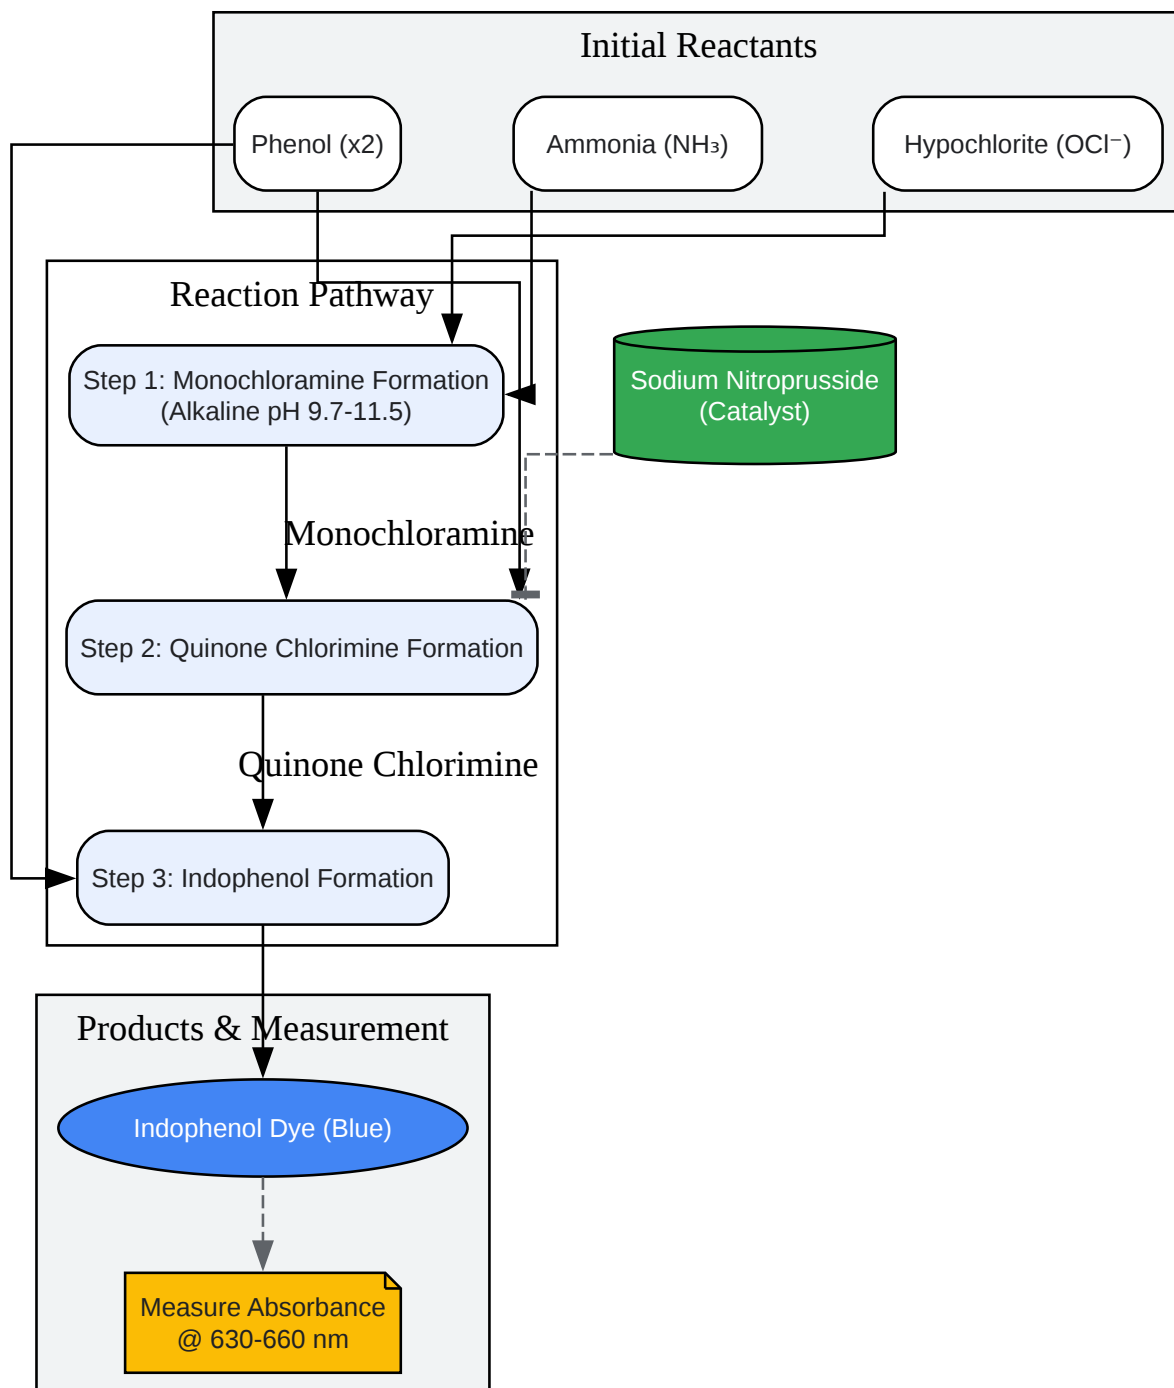 Initial Reactants
Phenol (x2)
Ammonia (NH₃)
Hypochlorite (OCl⁻)
Reaction Pathway
Step 1: Monochloramine Formation
(Alkaline pH 9.7-11.5)
Sodium Nitroprusside
(Catalyst)
Monochloramine
Step 2: Quinone Chlorimine Formation
Quinone Chlorimine
Step 3: Indophenol Formation
Products & Measurement
Indophenol Dye (Blue)
Measure Absorbance
@ 630-660 nm